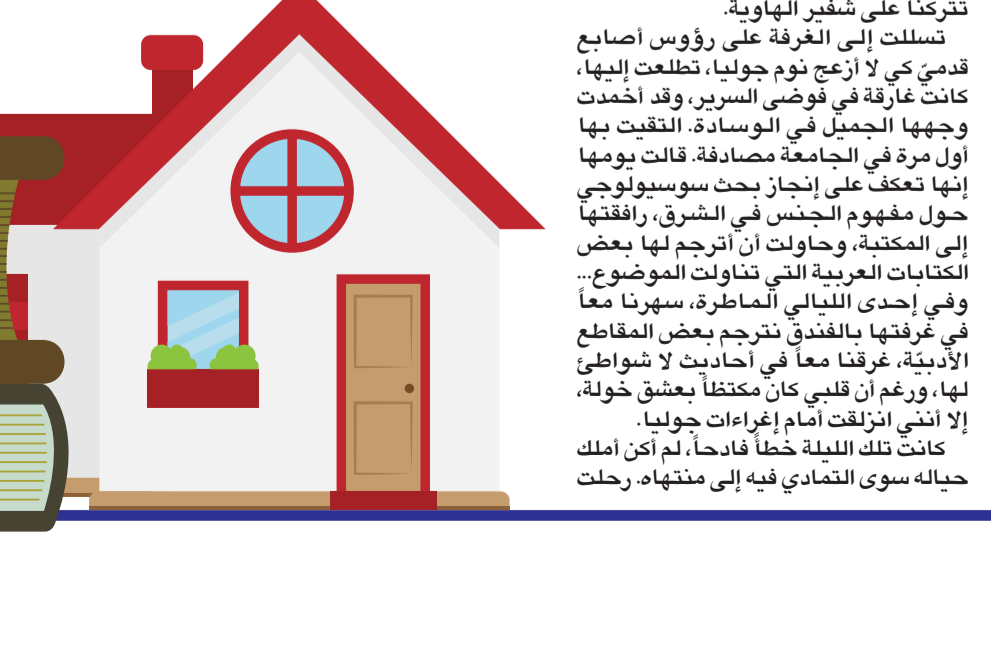 تتركنا على شفير الهاوية.
تسللت إلى الغرفة على رؤوس أصابع
قدميّ كي لا أزعج نوم جوليا، تطلعت إليها،
كانت غارقة في فوضى السرير، وقد أخمدت
وجهها الجميل في الوسادة. التقيت بها
أول مرة في الجامعة مصادفة. قالت يومها
إنها تعكف على إنجاز بحث سوسيولوجي
حول مفهوم الجنس في الشرق، رافقتها
إلى المكتبة، وحاولت أن أترجم لها بعض
الكتابات العربية التي تناولت الموضوع...
وفي إحدى الليالي الماطرة، سهرنا معاً
في غرفتها بالفندق نترجم بعض المقاطع
الأدبيّة، غرقنا معاً في أحاديث لا شواطئ
لها، ورغم أن قلبي كان مكتظاً بعشق خولة،
إلا أنني انزلقت أمام إغراءات جوليا.
كانت تلك الليلة خطأً فادحاً، لم أكن أملك
حياله سوى التمادي فيه إلى منتهاه. رحلت